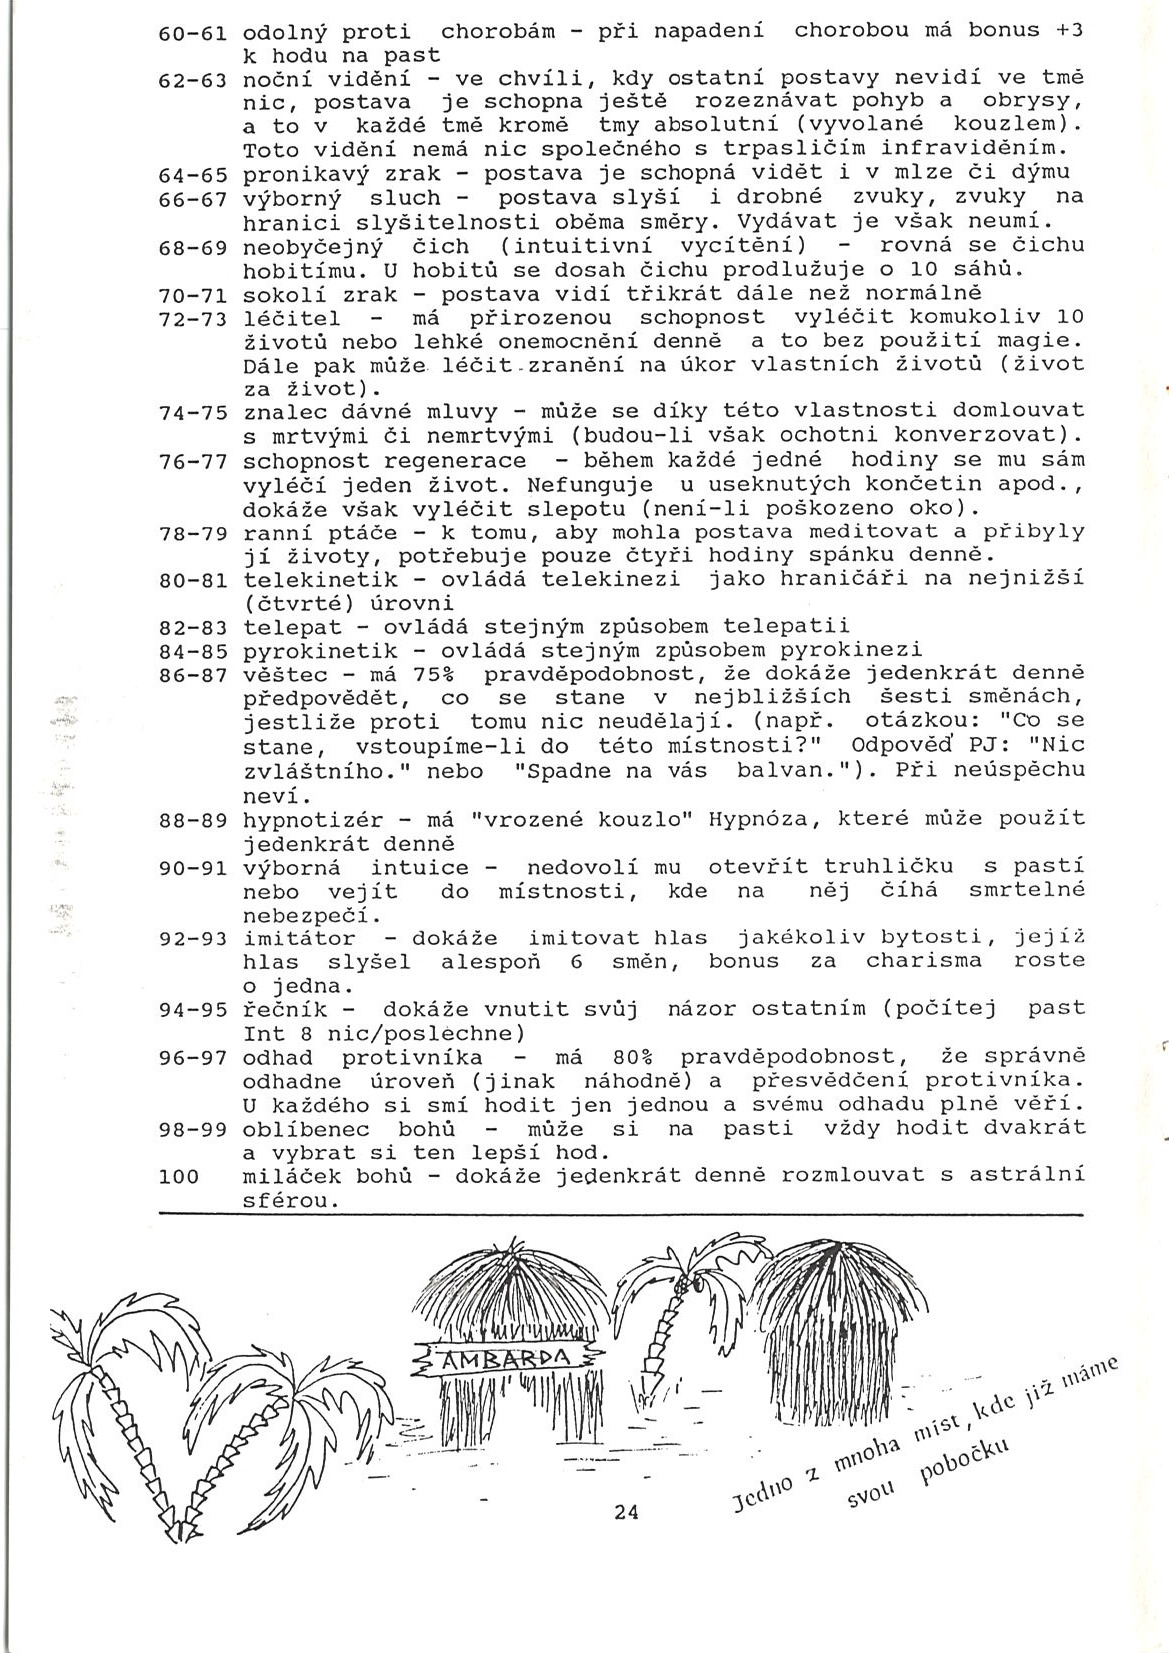 60-61 odolný proti chorobám - při napadení chorobou má bonus +3
k hodu na past
62-63 noční vidění - ve chvíli, kdy ostatní postavy nevidí ve tmě
nic, postava je schopna ještě rozeznávat pohyb a obrysy,
a to v každé tmě kromě tmy absolutní (vyvolané kouzlem).
Toto vidění nemá nic společného s trpasličím infraviděním.
64-65 pronikavý zrak - postava je schopná vidět i v mlze či dýmu
66-67 výborný sluch - postava slyší i drobné zvuky, zvuky na
hranici slyšitelnosti oběma směry. Vydávat je však neumí.
68-69 neobyčejný čich (intuitivní vycítění) - rovná se čichu
hobitímu. U hobitů se dosah čichu prodlužuje o 10 sáhů.
70-71 sokolí zrak - postava vidí třikrát dále než normálně
72-73 léčitel - má přirozenou schopnost vyléčit komukoliv 10
životů nebo lehké onemocnění denně a to bez použití magie.
Dále pak může léčit zranění na úkor vlastních životů (život
za život).
74-75 znalec dávné mluvy - může se díky této vlastnosti domlouvat
s mrtvými či nemrtvými (budou-li však ochotni konverzovat).
76-77 schopnost regenerace - během každé jedné hodiny se mu sám
vyléčí jeden život. Nefunguje u useknutých končetin apod.,
dokáže však vyléčit slepotu (není-li poškozeno oko).
78-79 ranní ptáče - k tomu, aby mohla postava meditovat a přibyly
jí životy, potřebuje pouze čtyři hodiny spánku denně.
80-81 telekinetik - ovládá telekinezi jako hraničáři na nejnižší
(čtvrté) úrovni
82-83 telepat - ovládá stejným způsobem telepatii
84-85 pyrokinetik - ovládá stejným způsobem pyrokinezi
86-87 věštec - má 75% pravděpodobnost, že dokáže jedenkrát denně
předpovědět, co se stane v nejbližších šesti směnách,
jestliže proti tomu nic neudělají. (např. otázkou: "Co se
stane, vstoupíme-li do této místnosti?" Odpověď PJ: "Nic
zvláštního." nebo "Spadne na vás balvan."). Při neúspěchu
neví.
88-89 hypnotizér - má "vrozené kouzlo" Hypnóza, které může použít
jedenkrát denně
90-91 výborná intuice - nedovolí mu otevřít truhličku s pastí
nebo vejít do místnosti, kde na něj číhá smrtelné
nebezpečí.
92-93 imitátor - dokáže imitovat hlas jakékoliv bytosti, jejíž
hlas slyšel alespoň 6 směn, bonus za charisma roste
o jedna.
94-95 řečník - dokáže vnutit svůj názor ostatním (počítej past
Int 8 nic/poslechne)
96-97 odhad protivníka - má 80% pravděpodobnost, že správně
odhadne úroveň (jinak náhodně) a přesvědčení protivníka.
U každého si smí hodit jen jednou a svému odhadu plně věří.
98-99 oblíbenec bohů - může si na pasti vždy hodit dvakrát
a vybrat si ten lepší hod.
100 miláček bohů - dokáže jedenkrát denně rozmlouvat s astrální
sférou.
AMBARDA
Jedno z mnoha míst, kde již máme
svou pobočku
24